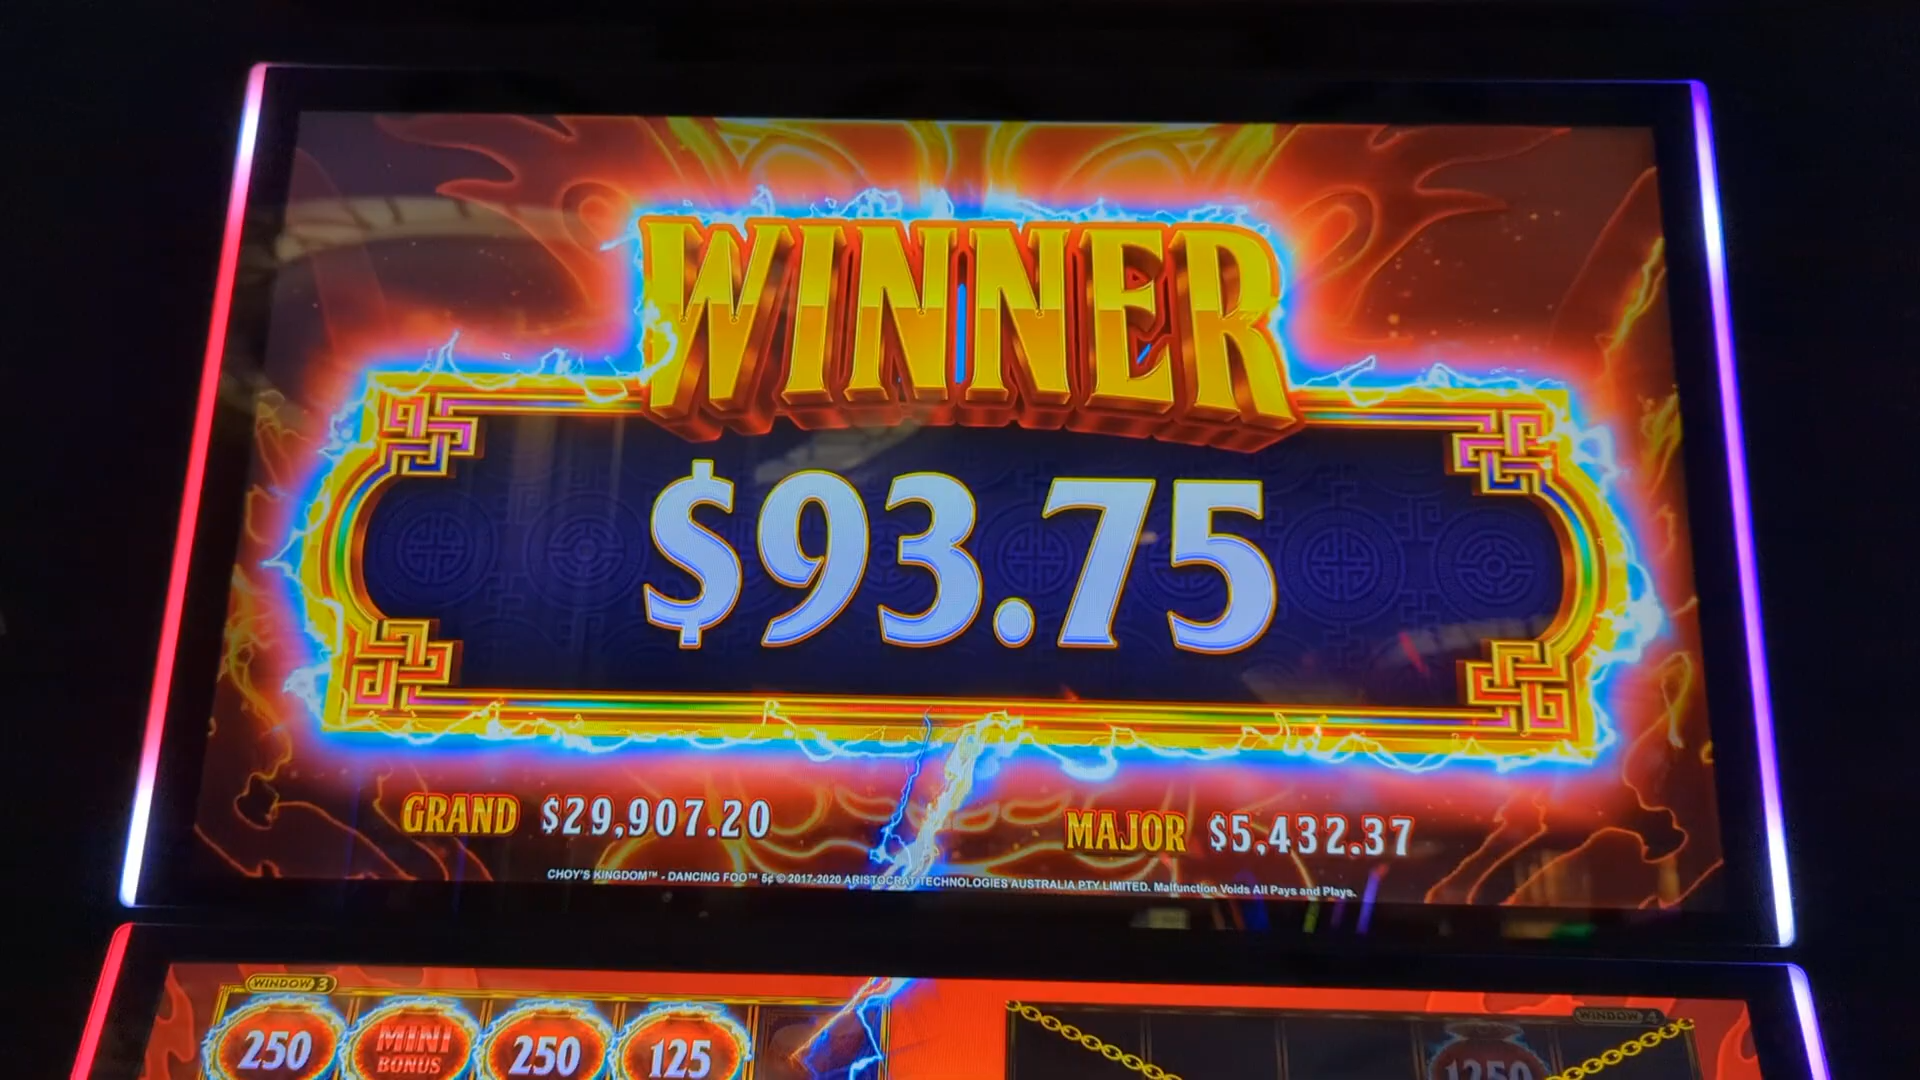 WINNER
$93.75
GRAND $29,907.20
MAJOR $5,432.37
CHOY'S KINGDOM™ - DANCING FOO™ 5¢ © 2017-2020 ARISTOCRAT TECHNOLOGIES AUSTRALIA PTY LIMITED. Malfunction Voids All Pays and Plays.
WINDOW 3
250
MINI
BONUS
250
125
WINDOW 4
1250